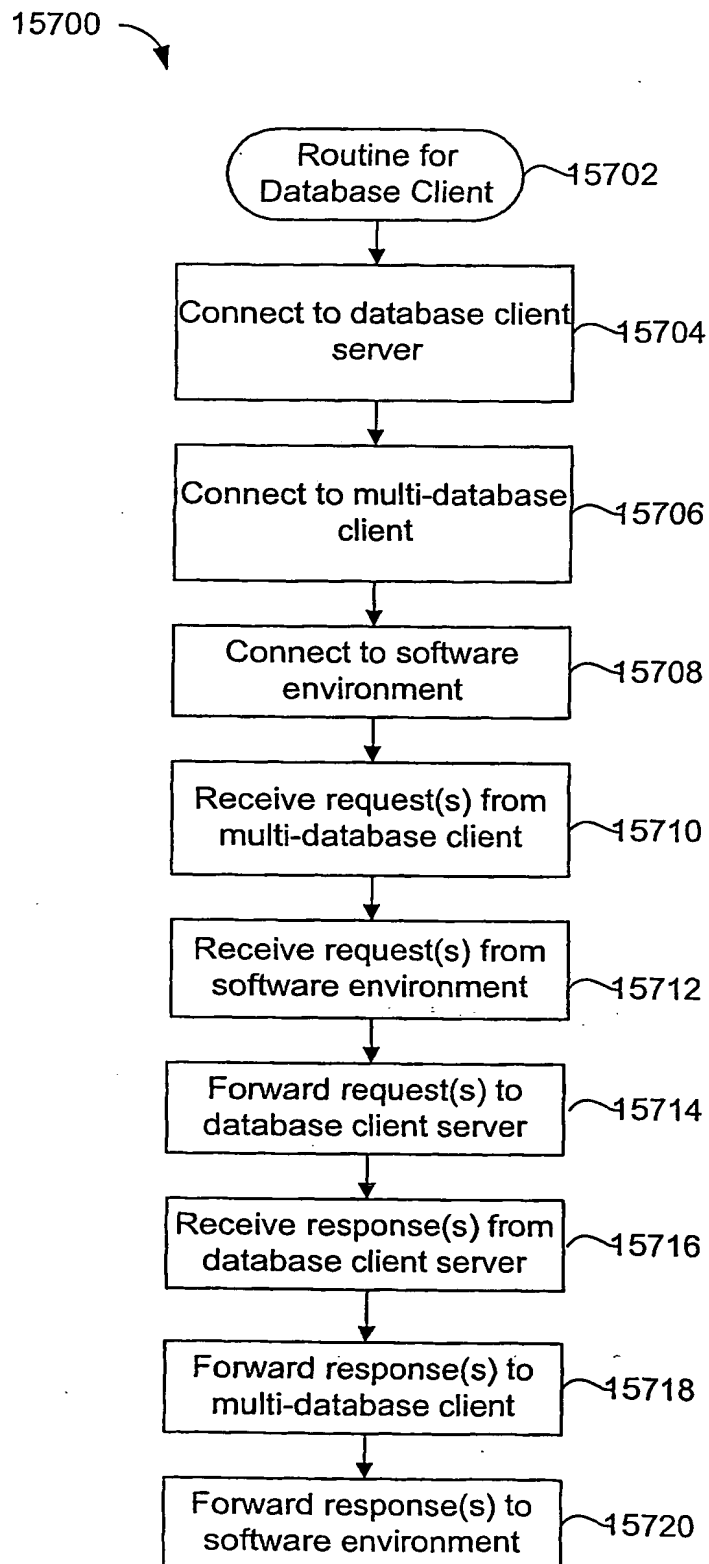 15700
Routine for
Database Client
15702
Connect to database client
server
15704
Connect to multi-database
client
15706
Connect to software
environment
15708
Receive request(s) from
multi-database client
15710
Receive request(s) from
software environment
15712
Forward request(s) to
database client server
15714
Receive response(s) from
database client server
15716
Forward response(s) to
multi-database client
15718
Forward response(s) to
software environment
15720